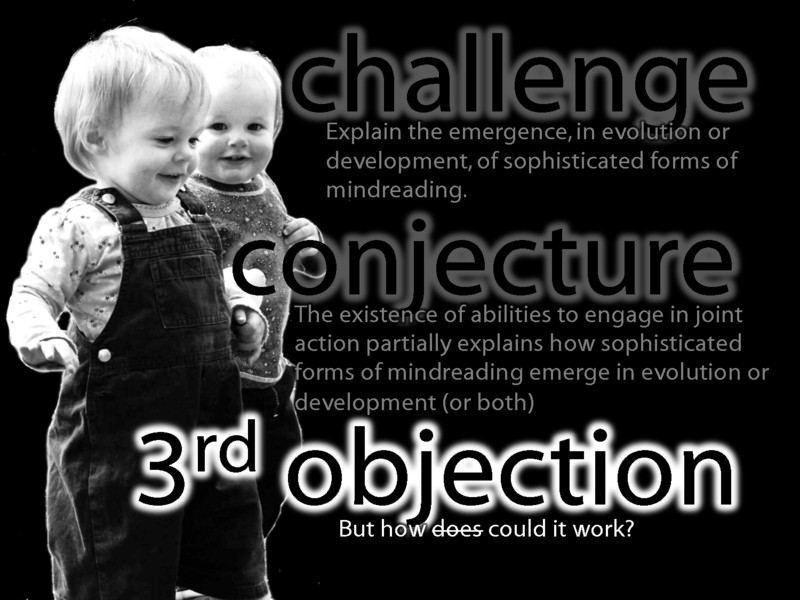 challenge
Explain the emergence, in evolution or
development, of sophisticated forms of
mindreading.
conjecture
The existence of abilities to engage in joint
action partially explains how sophisticated
forms of mindreading emerge in evolution or
development (or both)
3rd objection
But how does could it work?